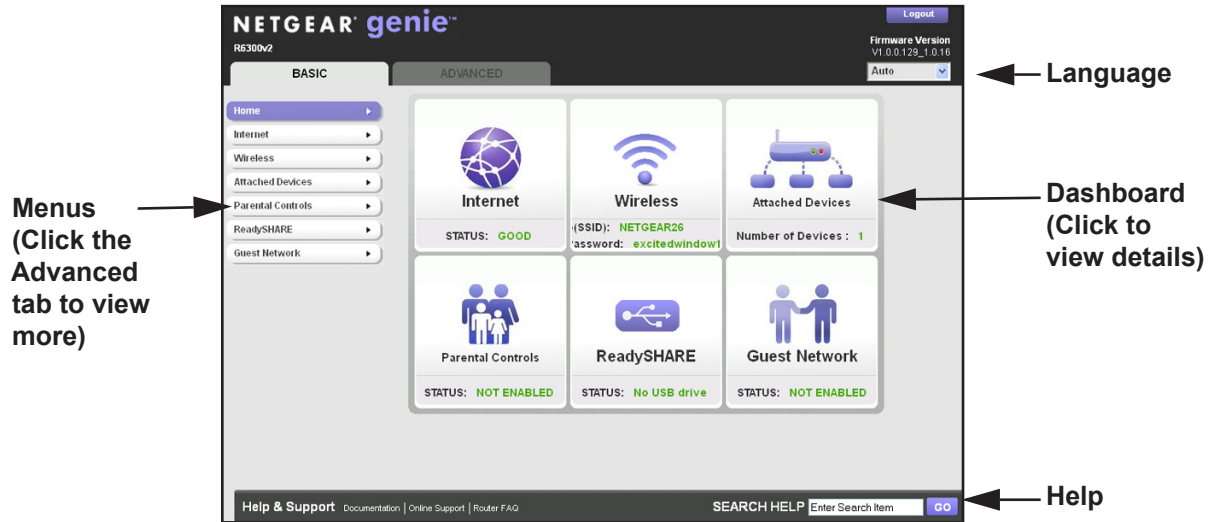 NETGEAR® genie™
Logout
R6300v2
Firmware Version
V1.0.0.129_1.0.16
BASIC
ADVANCED
Auto
Language
Home
Internet
Wireless
Attached Devices
Parental Controls
ReadySHARE
Guest Network
Menus
(Click the
Advanced
tab to view
more)
Internet
STATUS: GOOD
Wireless
(SSID): NETGEAR26
assword: excitedwindow1
Attached Devices
Number of Devices : 1
Dashboard
(Click to
view details)
Parental Controls
STATUS: NOT ENABLED
ReadySHARE
STATUS: No USB drive
Guest Network
STATUS: NOT ENABLED
Help & Support Documentation | Online Support | Router FAQ
SEARCH HELP Enter Search Item GO
Help